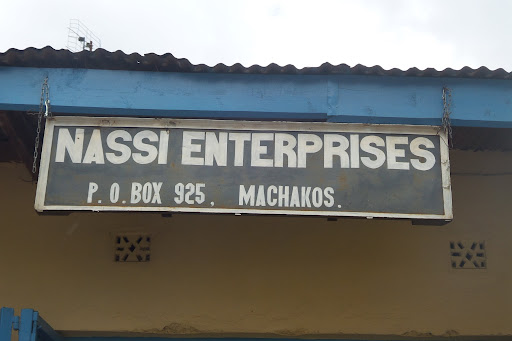 NASSI ENTERPRISES
P. O. BOX 925, MACHAKOS.